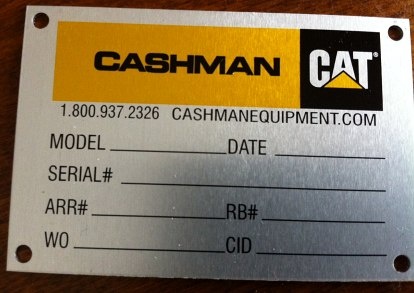 CASHMAN CAT
1.800.937.2326 CASHMANEQUIPMENT.COM
MODEL DATE
SERIAL#
ARR# RB#
WO CID